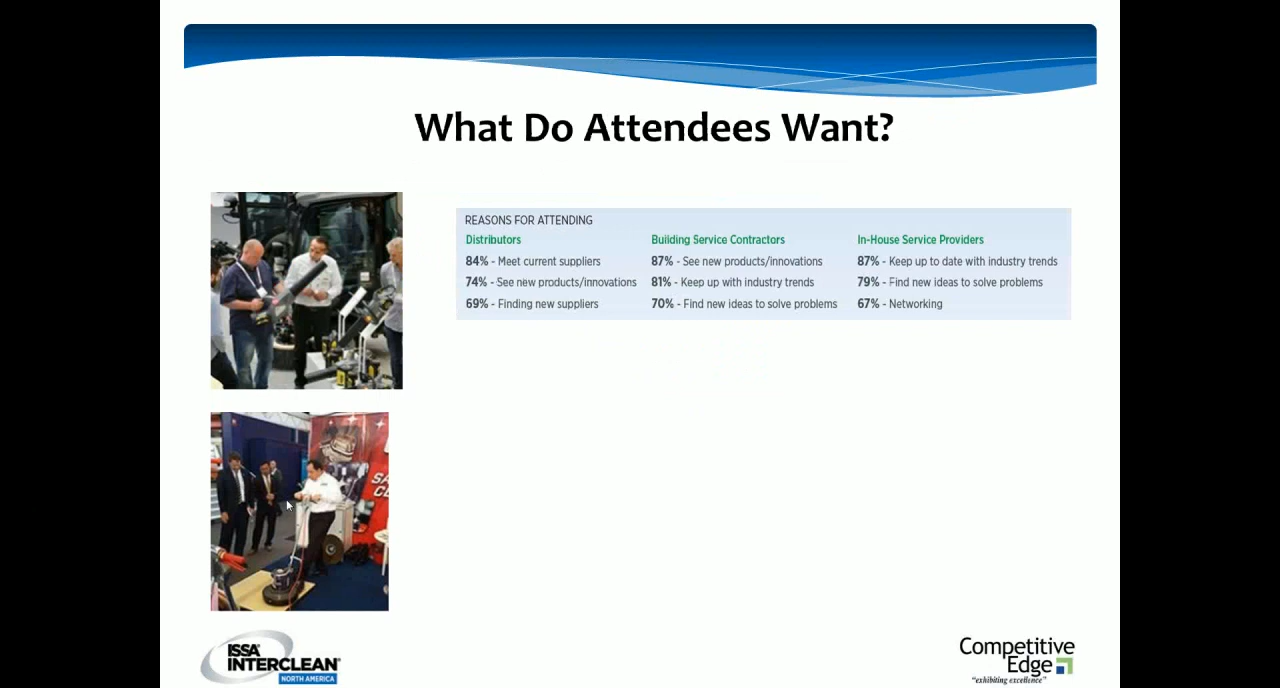 What Do Attendees Want?
REASONS FOR ATTENDING
Distributors
84% - Meet current suppliers
74% - See new products/innovations
69% - Finding new suppliers
Building Service Contractors
87% - See new products/innovations
81% - Keep up with industry trends
70% - Find new ideas to solve problems
In-House Service Providers
87% - Keep up to date with industry trends
79% - Find new ideas to solve problems
67% - Networking
ISSA
INTERCLEAN
NORTH AMERICA
Competitive
Edge
"exhibiting excellence"